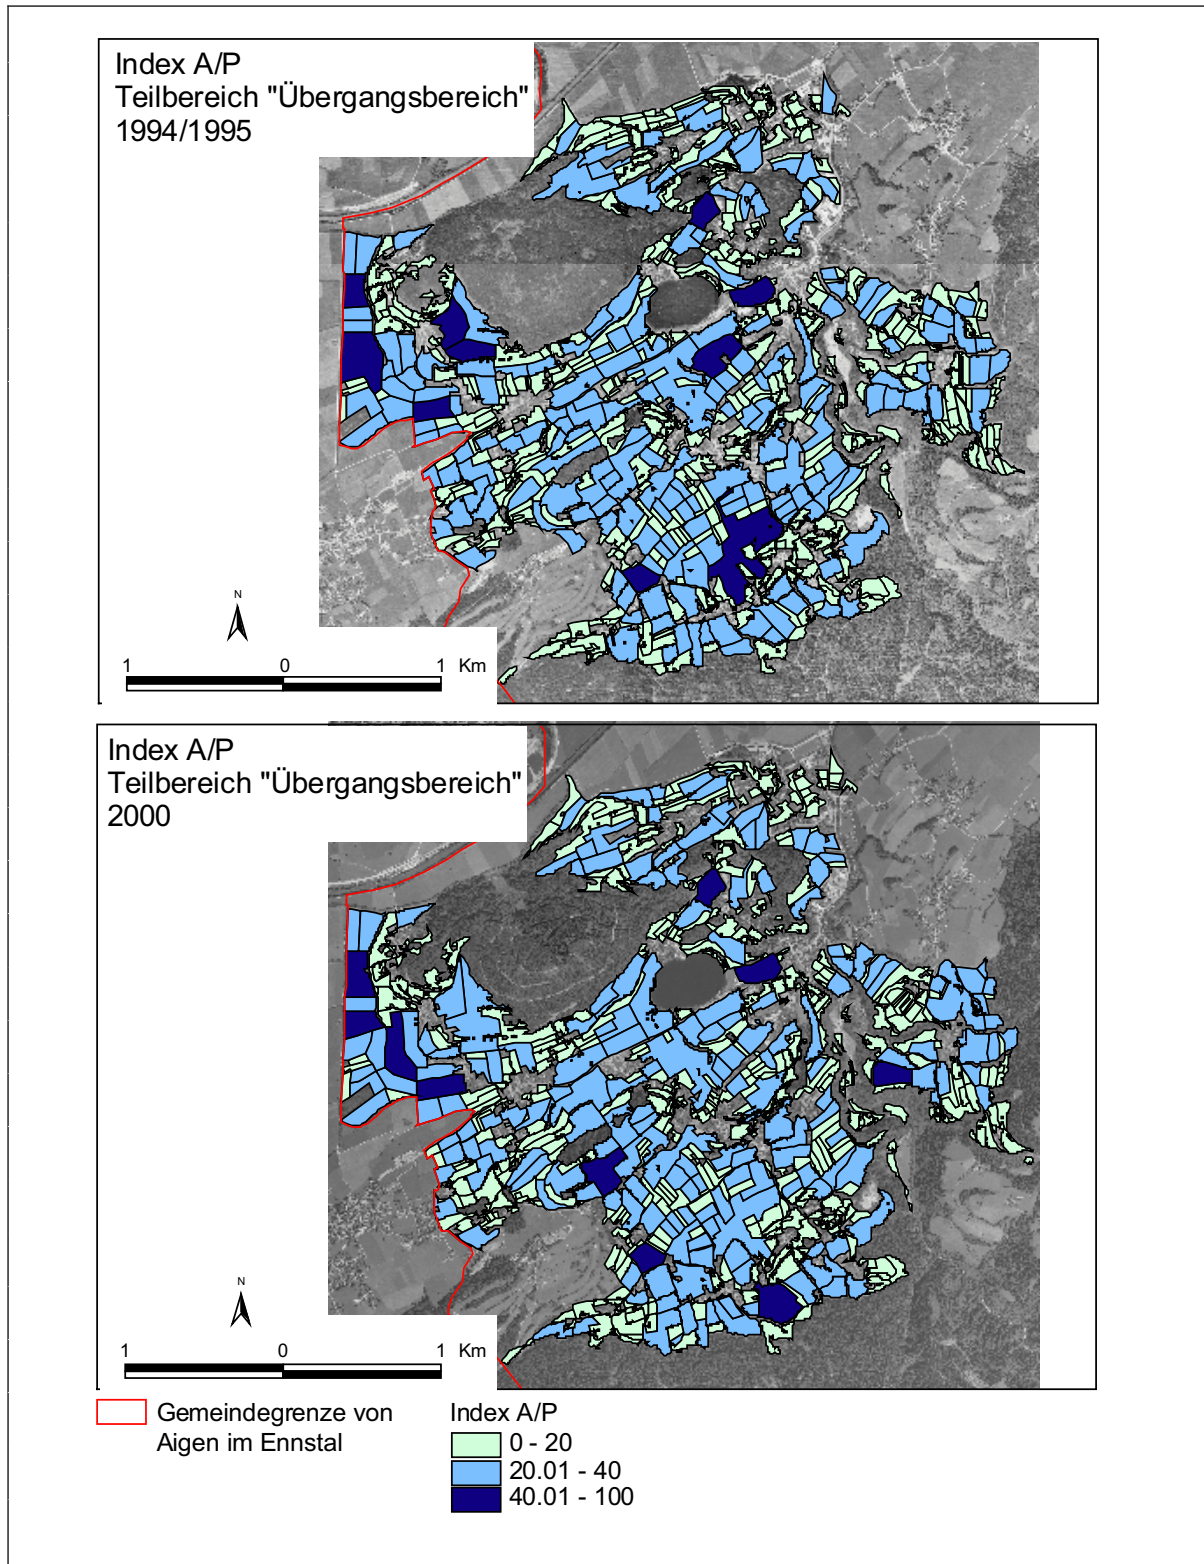 Index A/P
Teilbereich "Übergangsbereich"
1994/1995
N
1 0 1 Km
Index A/P
Teilbereich "Übergangsbereich"
2000
N
1 0 1 Km
Gemeindegrenze von
Aigen im Ennstal
Index A/P
0 - 20
20.01 - 40
40.01 - 100